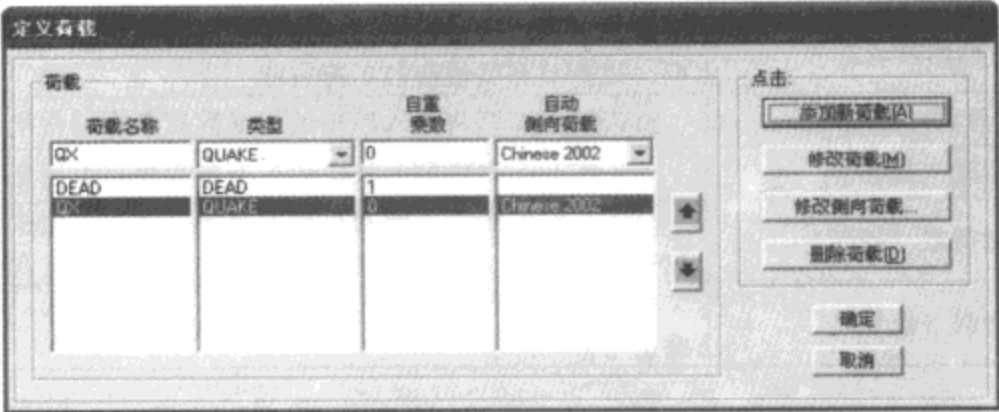 定义荷载
荷载
点击:
荷载名称 类型 自重乘数 自动侧向荷载
QX QUAKE 0 Chinese 2002
DEAD DEAD 1
QX QUAKE 0 Chinese 2002
添加新荷载(A)
修改荷载(M)
修改侧向荷载...
删除荷载(D)
确定
取消